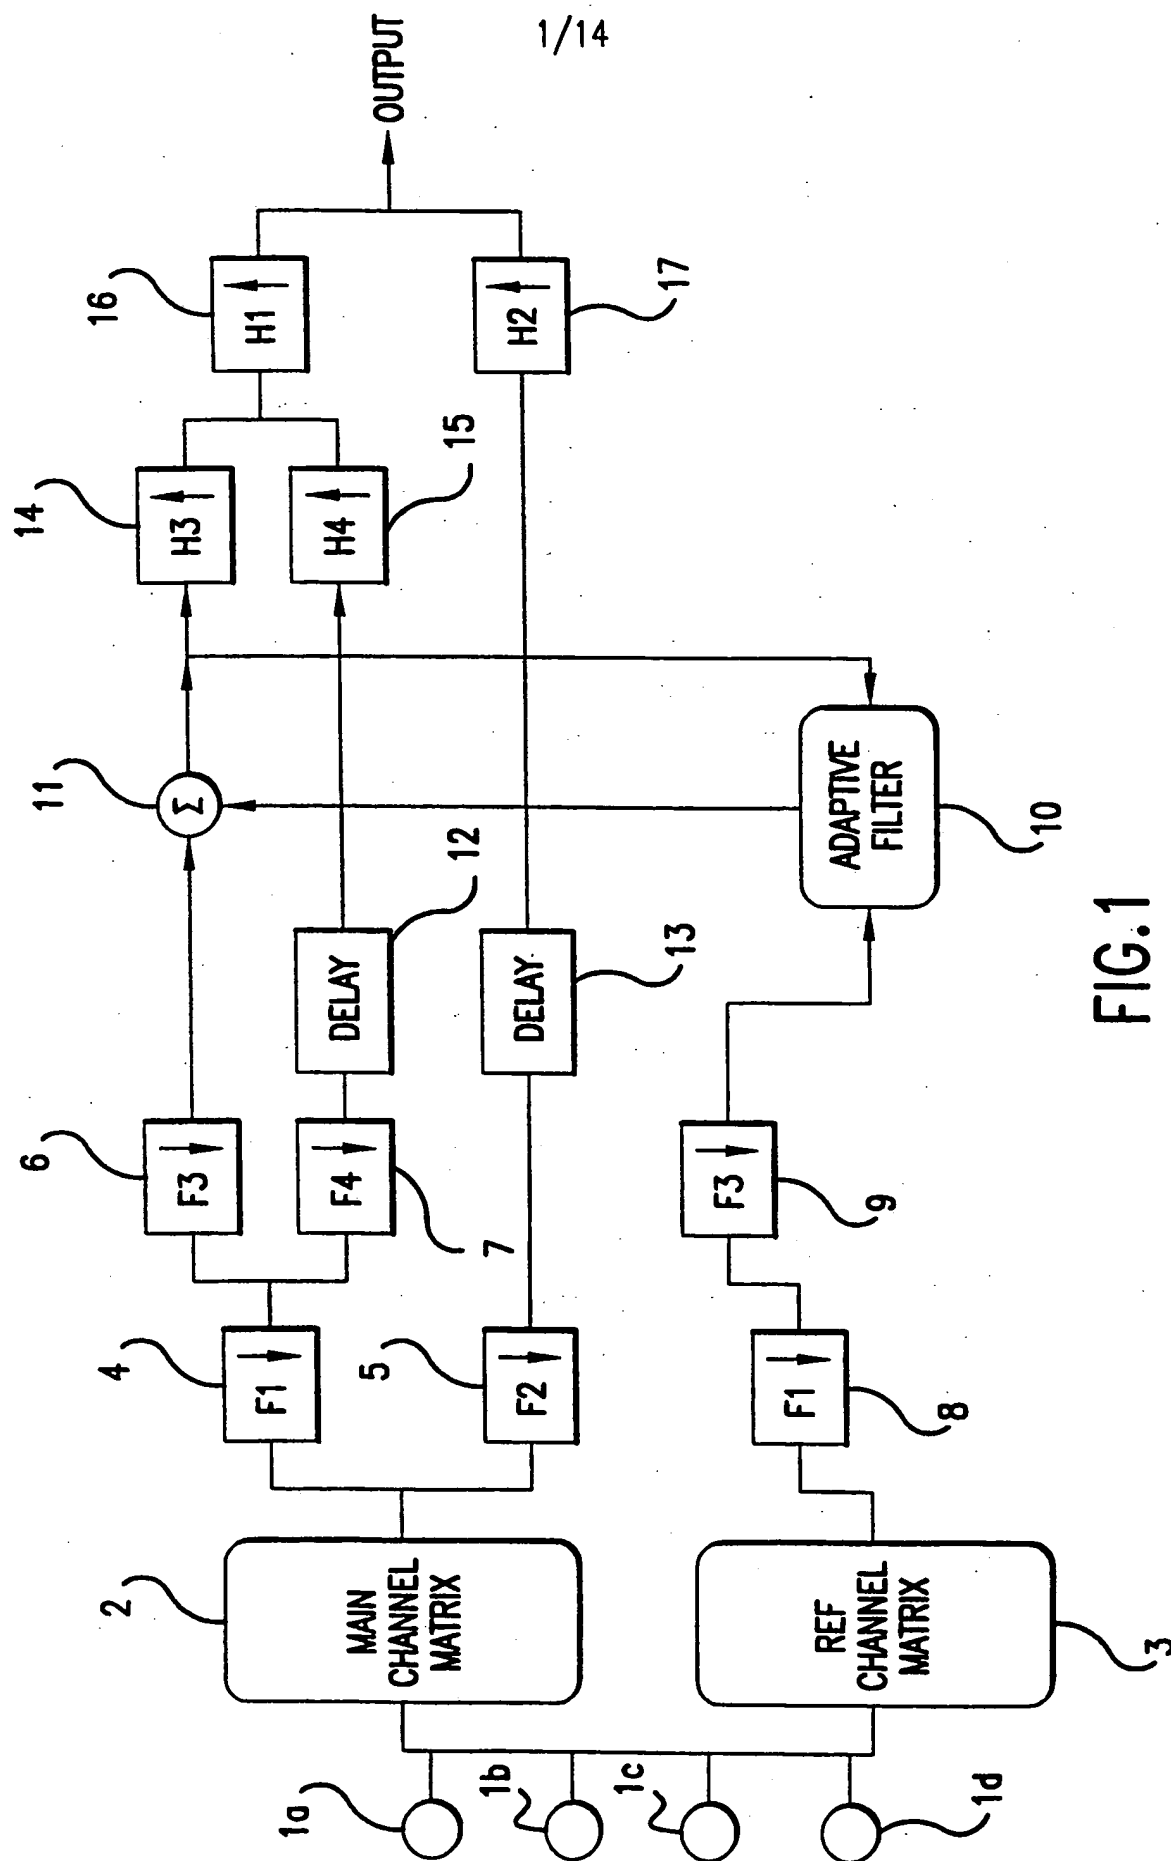 1/14
1a
1b
1c
1d
2
MAIN
CHANNEL
MATRIX
REF
CHANNEL
MATRIX
3
4
F1
5
F2
F1
8
6
F3
F4
7
F3
9
DELAY
12
DELAY
13
11
Σ
ADAPTIVE
FILTER
10
14
H3
H4
15
16
H1
H2
17
OUTPUT
FIG.1